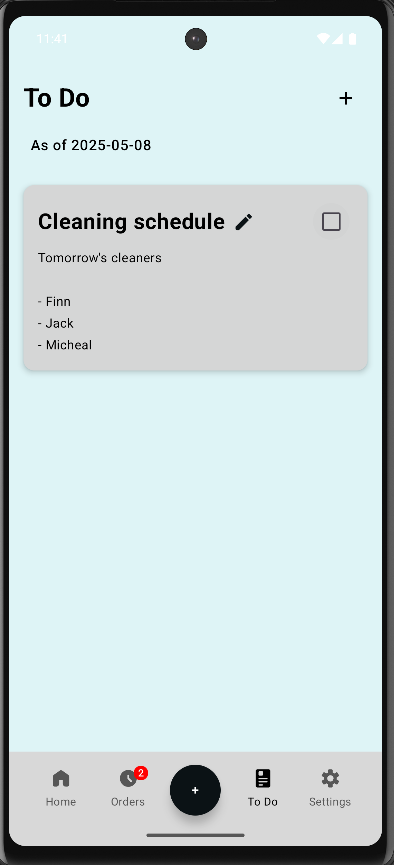 11:41
To Do
+
As of 2025-05-08
Cleaning schedule
Tomorrow's cleaners
- Finn
- Jack
- Micheal
2
+
Home
Orders
To Do
Settings